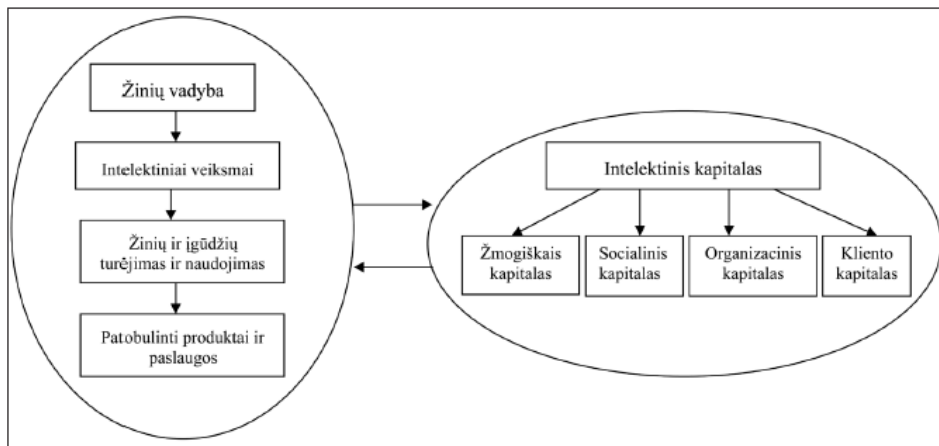 Žinių vadyba
Intelektiniai veiksmai
Žinių ir įgūdžių
turėjimas ir naudojimas
Patobulinti produktai ir
paslaugos
Intelektinis kapitalas
Žmogiškais
kapitalas
Socialinis
kapitalas
Organizacinis
kapitalas
Kliento
kapitalas